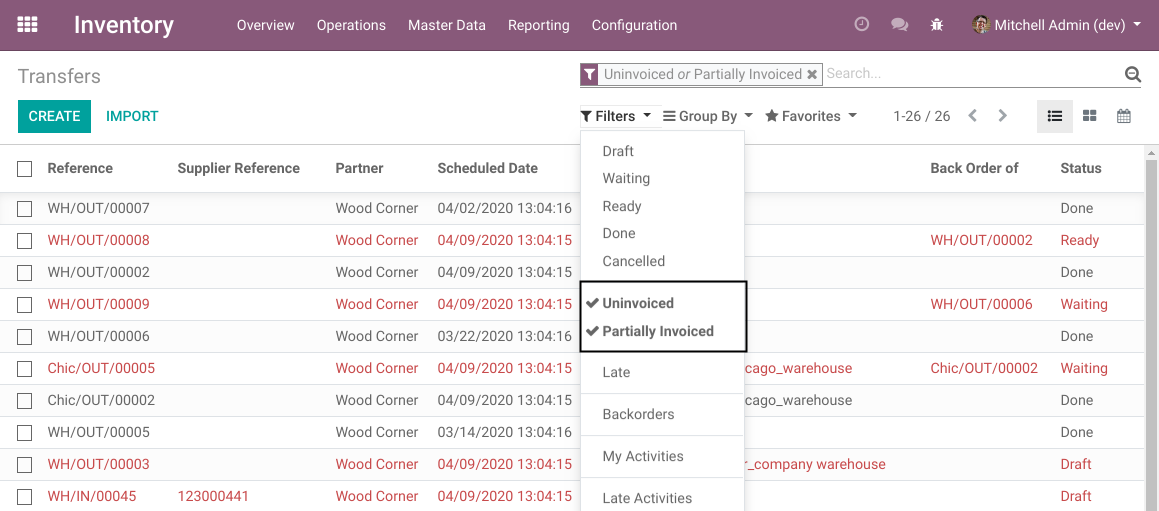 Inventory Overview Operations Master Data Reporting Configuration Mitchell Admin (dev)
Transfers
Uninvoiced or Partially Invoiced Search...
CREATE IMPORT
Filters Group By Favorites 1-26 / 26
Reference Supplier Reference Partner Scheduled Date Back Order of Status
WH/OUT/00007 Wood Corner 04/02/2020 13:04:16 Done
WH/OUT/00008 Wood Corner 04/09/2020 13:04:15 WH/OUT/00002 Ready
WH/OUT/00002 Wood Corner 04/09/2020 13:04:15 Done
WH/OUT/00009 Wood Corner 04/09/2020 13:04:15 WH/OUT/00006 Waiting
WH/OUT/00006 Wood Corner 03/22/2020 13:04:16 Done
Chic/OUT/00005 Wood Corner 04/09/2020 13:04:15 cago_warehouse Chic/OUT/00002 Waiting
Chic/OUT/00002 Wood Corner 04/09/2020 13:04:15 cago_warehouse Done
WH/OUT/00005 Wood Corner 03/14/2020 13:04:16 Done
WH/OUT/00003 Wood Corner 04/09/2020 13:04:15 r_company warehouse Draft
WH/IN/00045 123000441 Wood Corner 04/09/2020 13:04:15 Draft
Draft
Waiting
Ready
Done
Cancelled
Uninvoiced
Partially Invoiced
Late
Backorders
My Activities
Late Activities